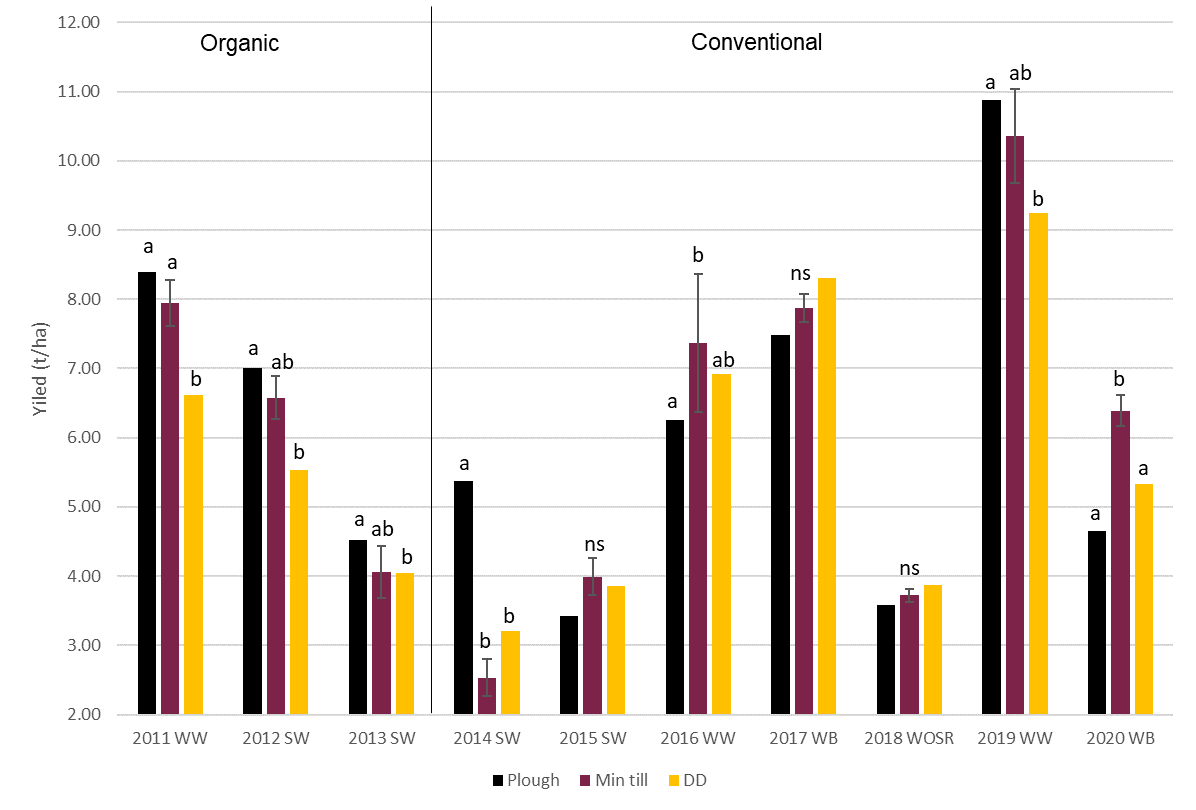 Organic
Conventional
12.00
11.00
10.00
9.00
8.00
7.00
6.00
5.00
4.00
3.00
2.00
Yiled (t/ha)
a a b
a ab b
a ab b
a b b
ns
a b ab
ns
ns
a ab b
a b a
2011 WW 2012 SW 2013 SW 2014 SW 2015 SW 2016 WW 2017 WB 2018 WOSR 2019 WW 2020 WB
Plough Min till DD